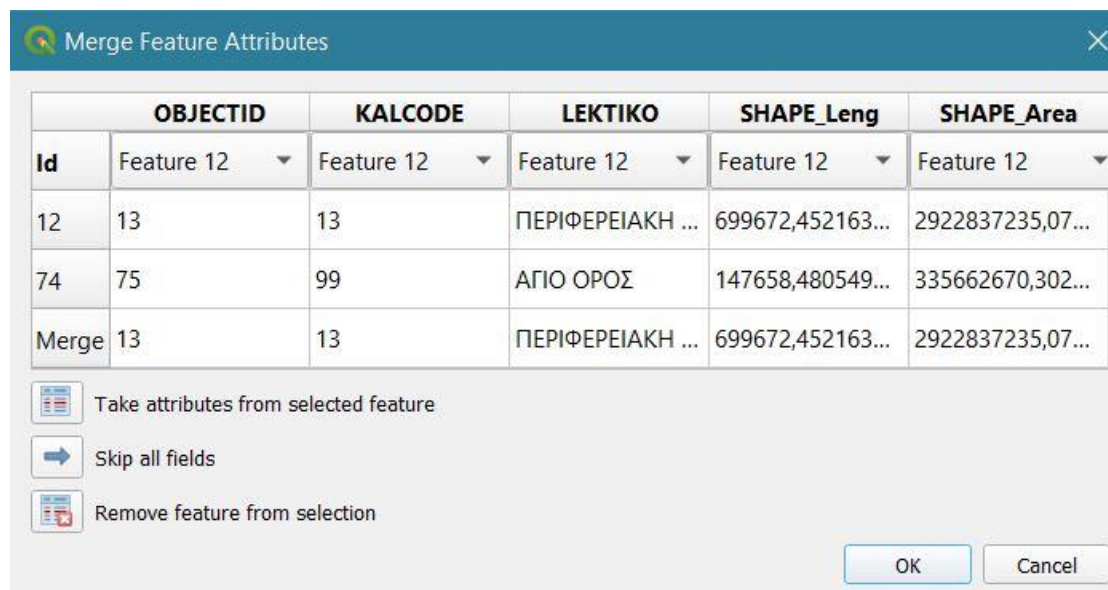 Merge Feature Attributes
OBJECTID KALCODE LEKTIKO SHAPE_Leng SHAPE_Area
Id Feature 12 Feature 12 Feature 12 Feature 12 Feature 12
12 13 13 ΠΕΡΙΦΕΡΕΙΑΚΗ ... 699672,452163... 2922837235,07...
74 75 99 ΑΓΙΟ ΟΡΟΣ 147658,480549... 335662670,302...
Merge 13 13 ΠΕΡΙΦΕΡΕΙΑΚΗ ... 699672,452163... 2922837235,07...
Take attributes from selected feature
Skip all fields
Remove feature from selection
OK Cancel